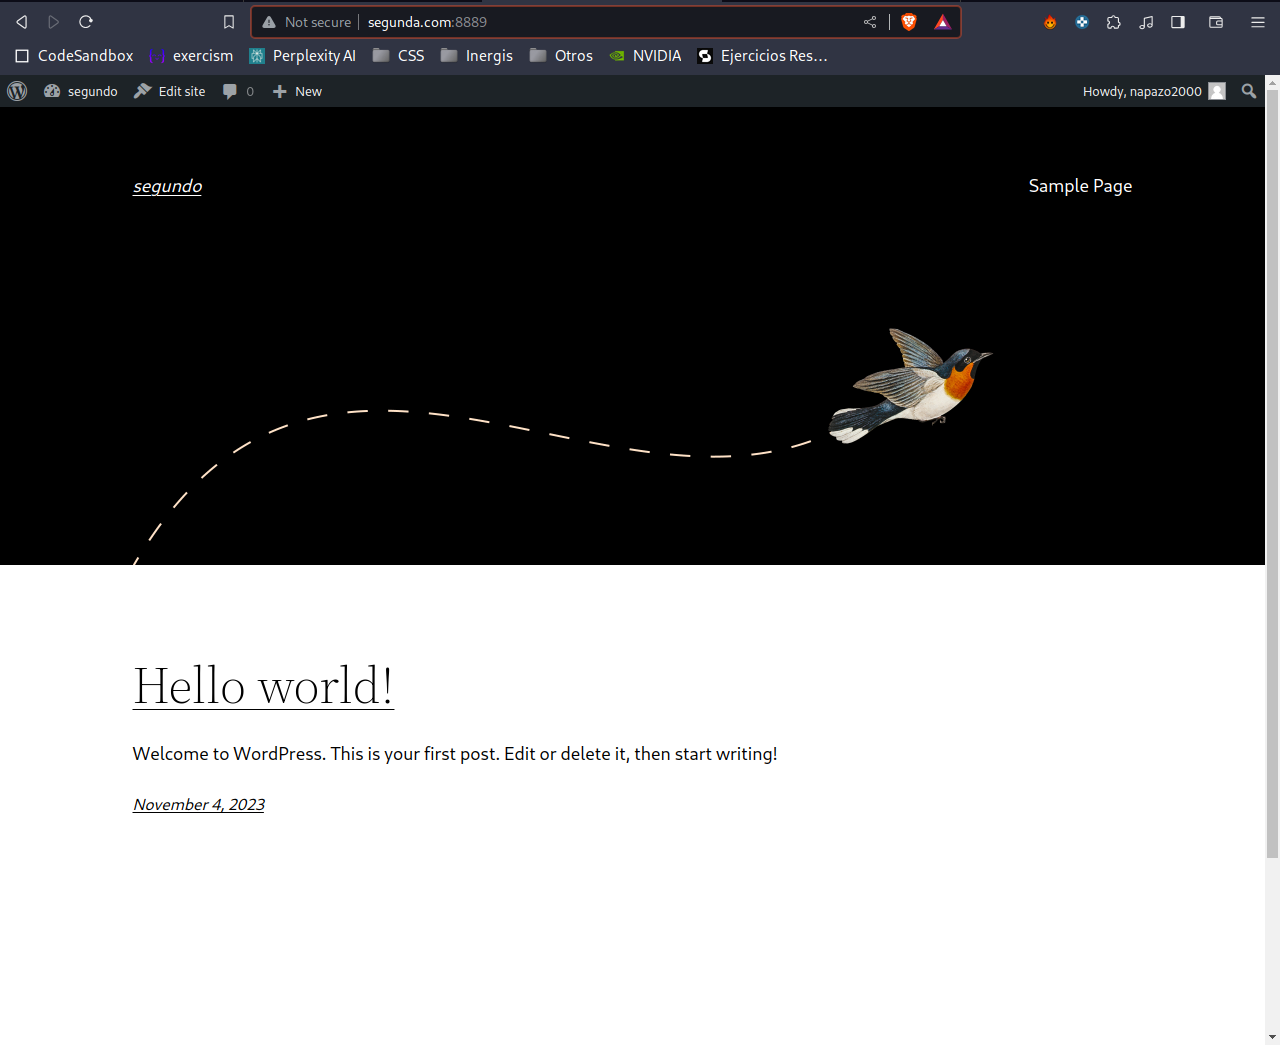 Not secure segunda.com:8889
CodeSandbox exercism Perplexity AI CSS Inergis Otros NVIDIA Ejercicios Res...
segundo Edit site 0 New Howdy, napazo2000
segundo Sample Page
Hello world!
Welcome to WordPress. This is your first post. Edit or delete it, then start writing!
November 4, 2023